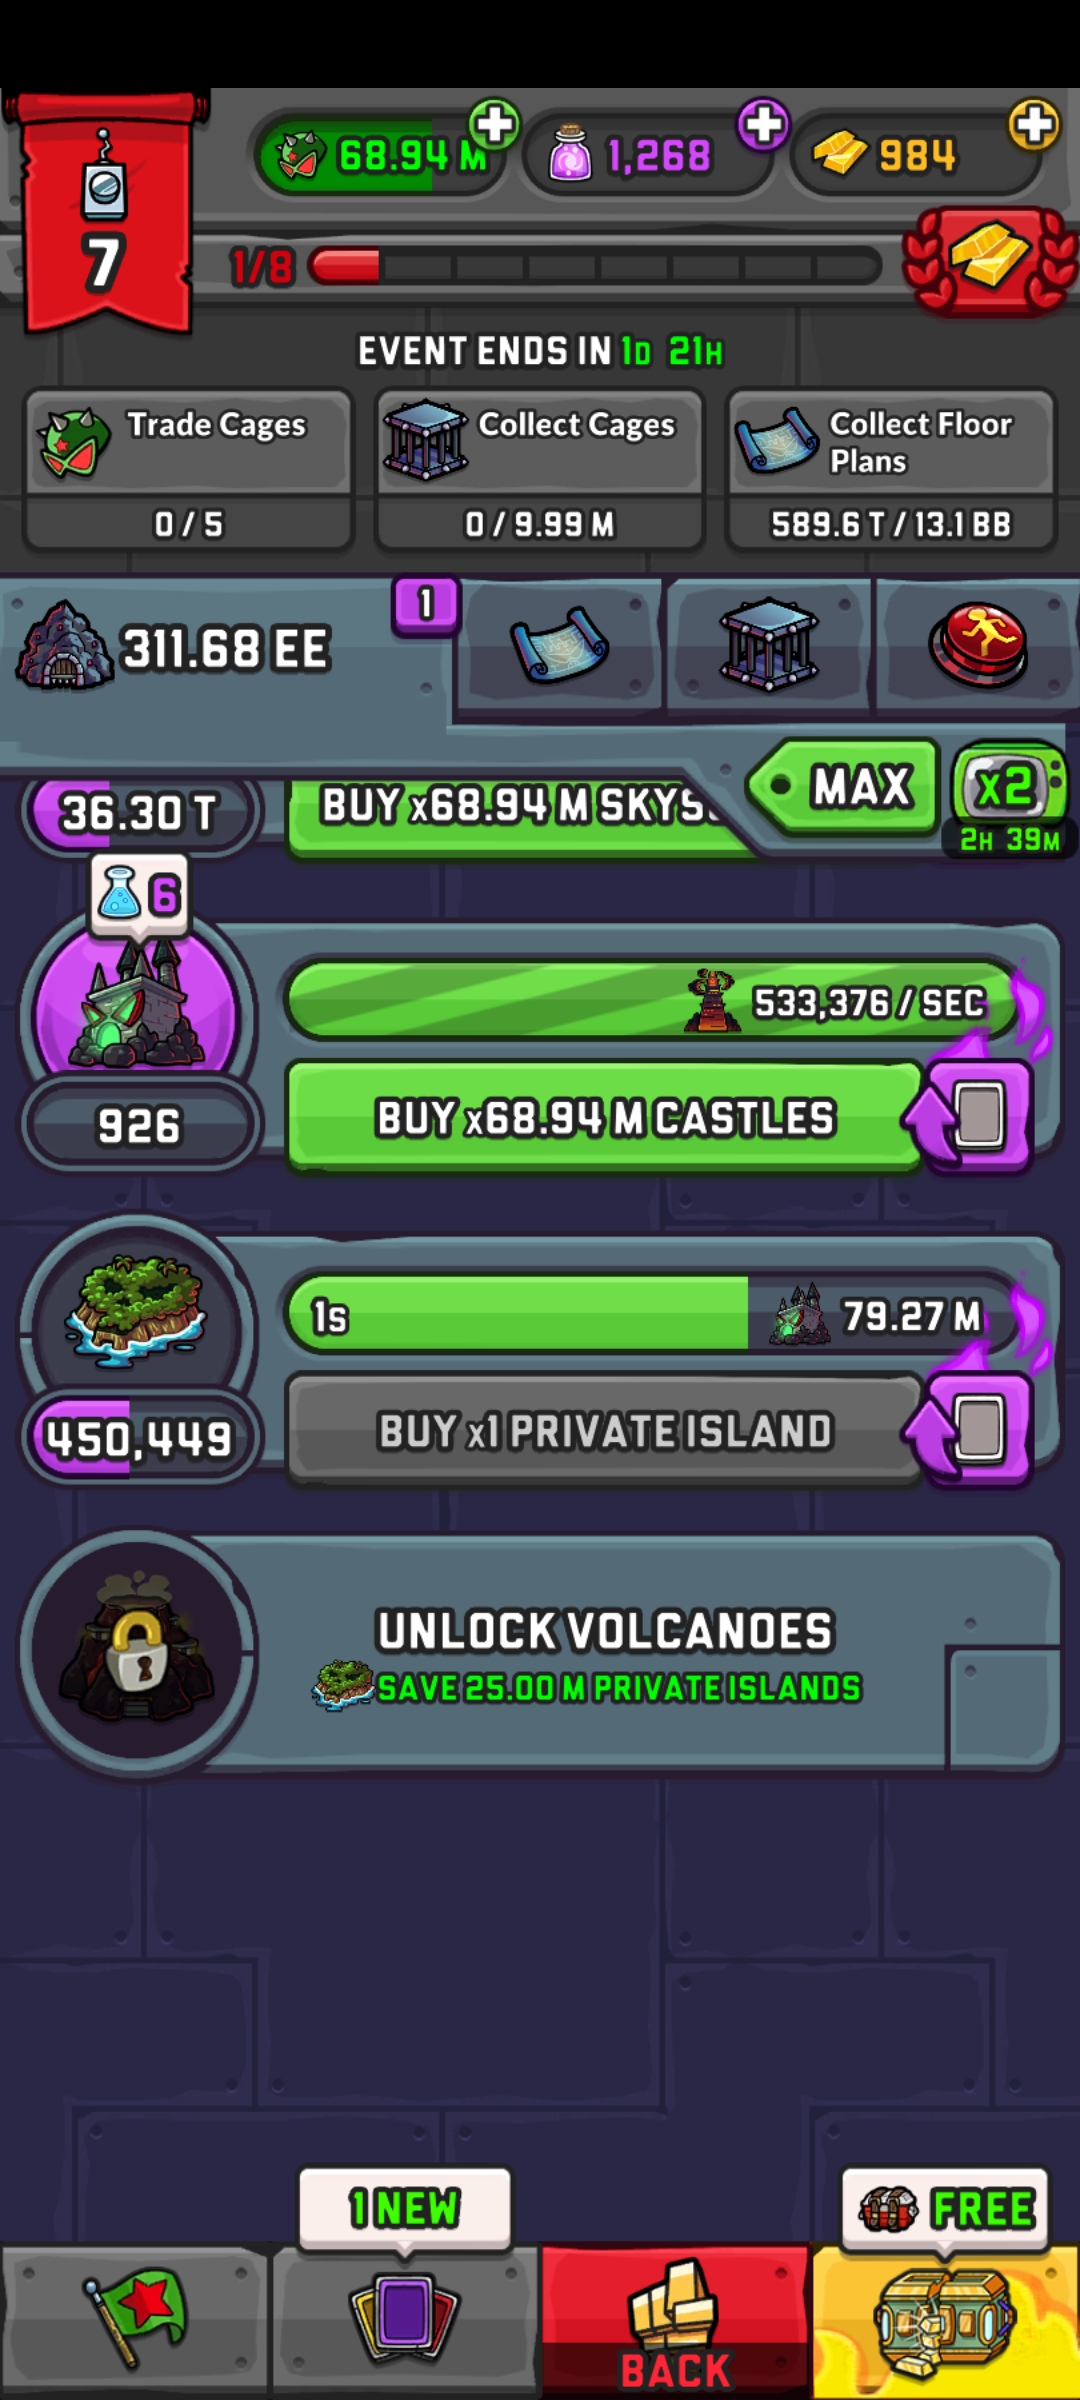 68.94 M
1,268
984
7
1/8
EVENT ENDS IN 1D 21H
Trade Cages
0 / 5
Collect Cages
0 / 9.99 M
Collect Floor
Plans
589.6 T / 13.1 BB
311.68 EE
1
MAX
x2
2H 39M
36.30 T
BUY x68.94 M SKYS
6
533,376 / SEC
926
BUY x68.94 M CASTLES
1s
79.27 M
450,449
BUY x1 PRIVATE ISLAND
UNLOCK VOLCANOES
SAVE 25.00 M PRIVATE ISLANDS
1 NEW
FREE
BACK